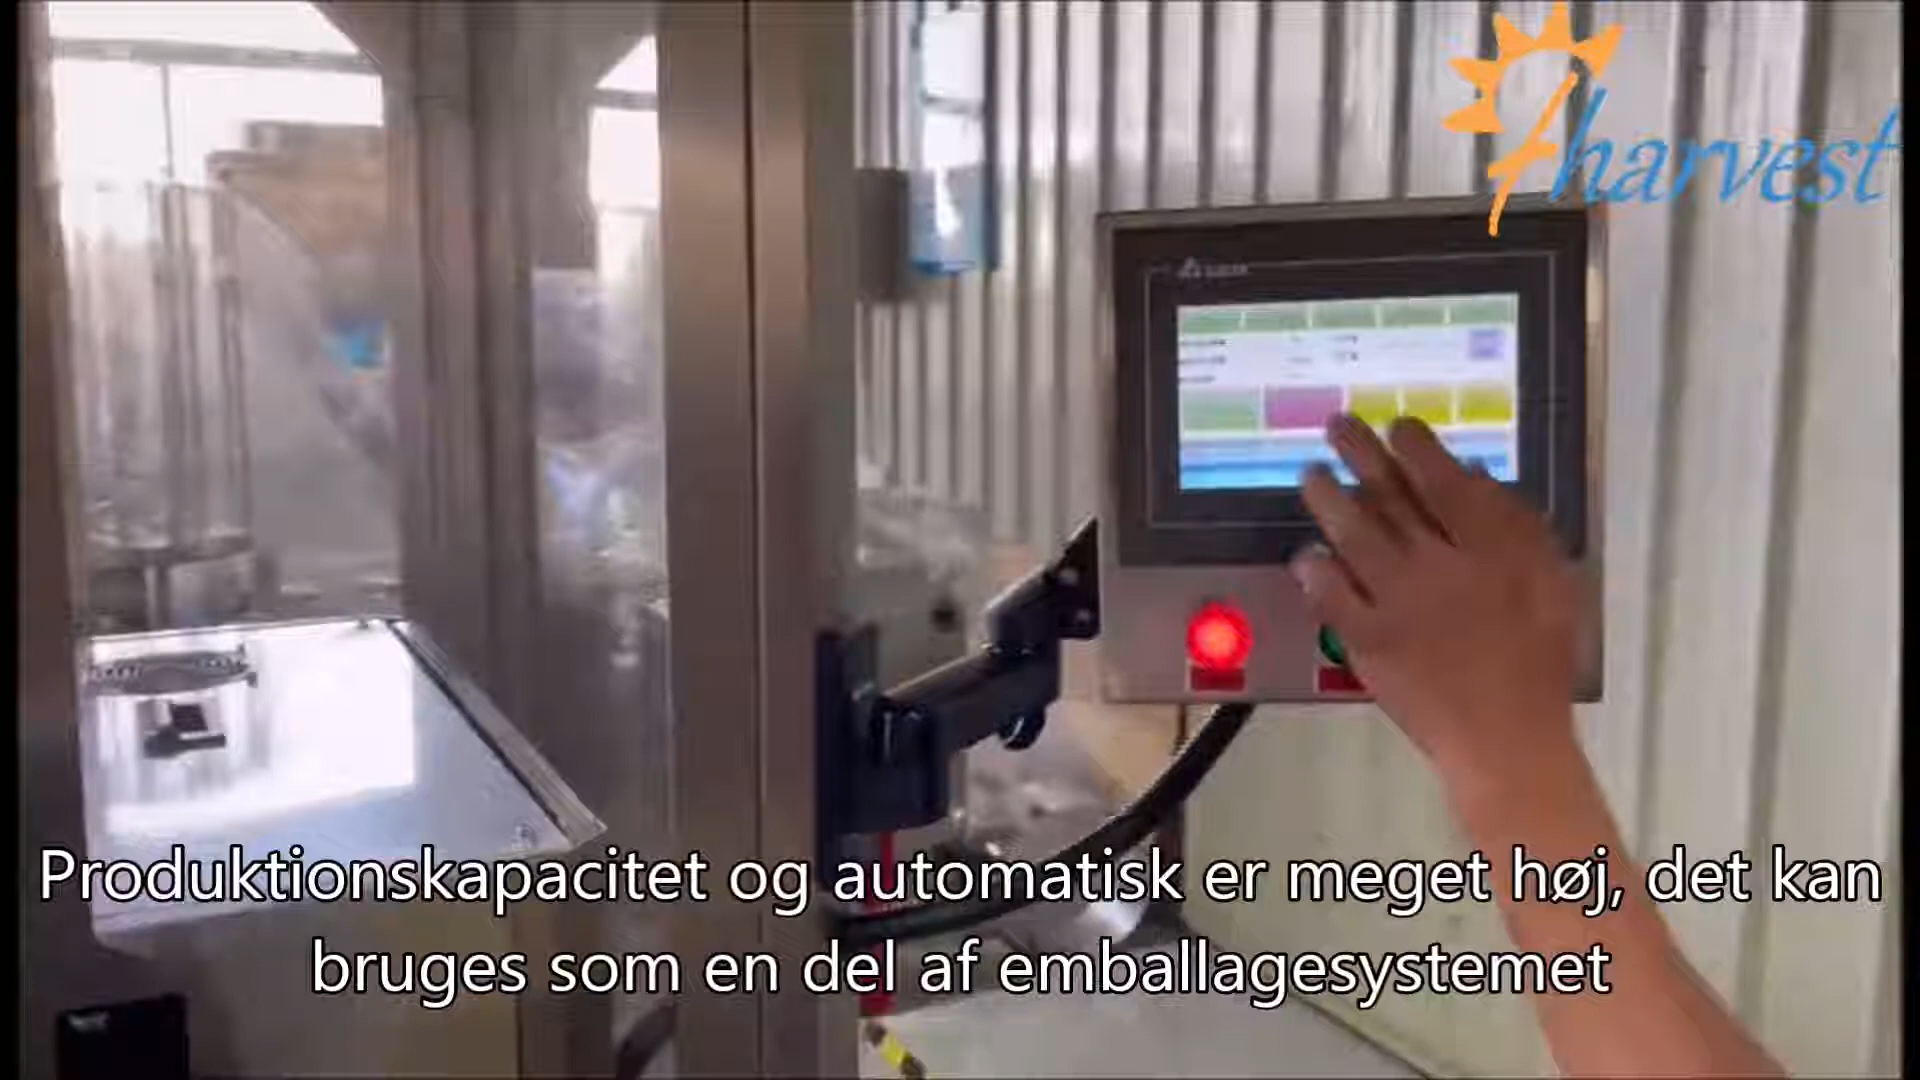 harvest
Produktionskapacitet og automatisk er meget høj, det kan
bruges som en del af emballagesystemet